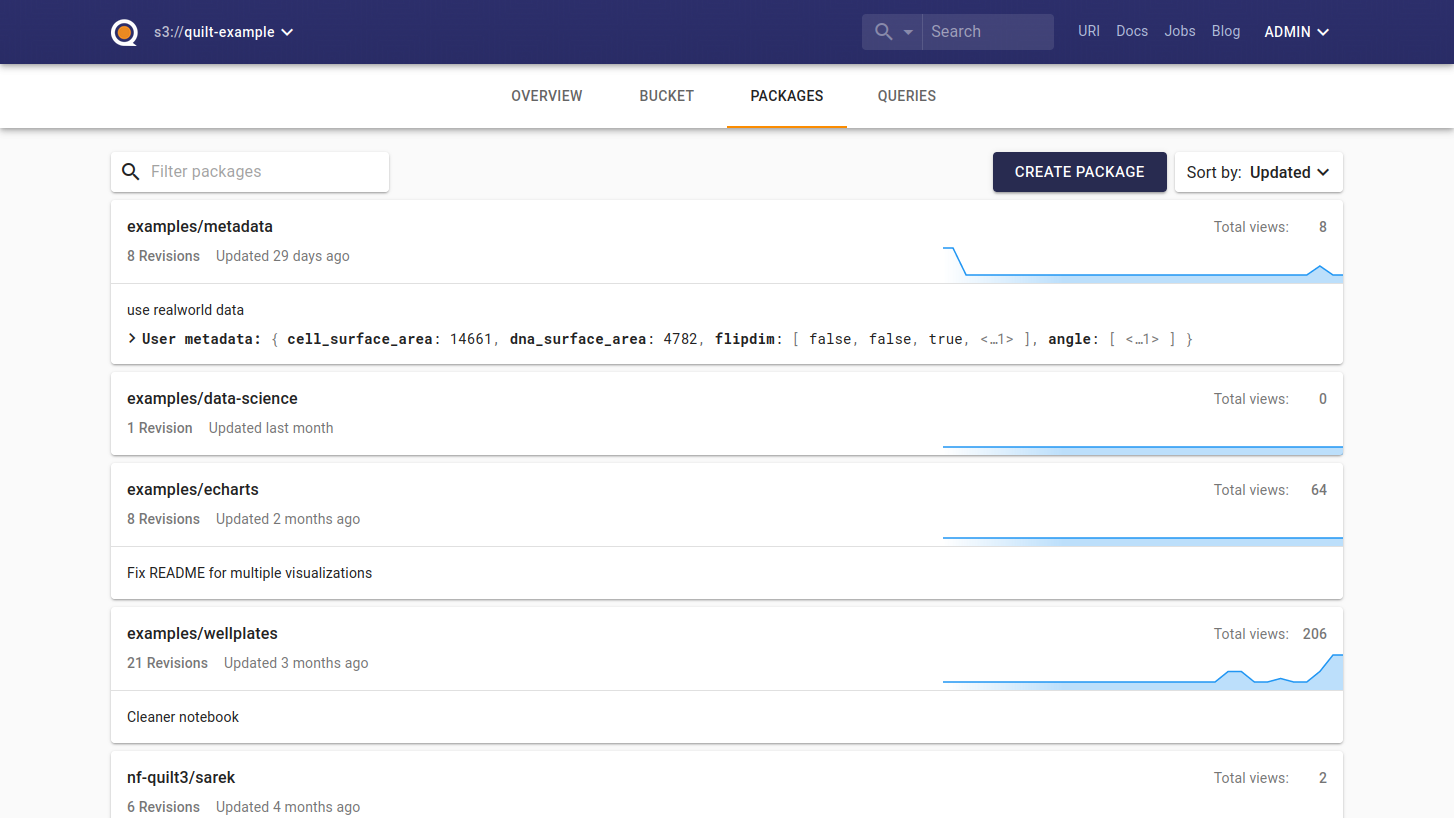 s3://quilt-example
Search
URI Docs Jobs Blog ADMIN
OVERVIEW BUCKET PACKAGES QUERIES
Filter packages
CREATE PACKAGE
Sort by: Updated
examples/metadata
Total views: 8
8 Revisions Updated 29 days ago
use realworld data
User metadata: { cell_surface_area: 14661, dna_surface_area: 4782, flipdim: [ false, false, true, <…1> ], angle: [ <…1> ] }
examples/data-science
Total views: 0
1 Revision Updated last month
examples/echarts
Total views: 64
8 Revisions Updated 2 months ago
Fix README for multiple visualizations
examples/wellplates
Total views: 206
21 Revisions Updated 3 months ago
Cleaner notebook
nf-quilt3/sarek
Total views: 2
6 Revisions Updated 4 months ago